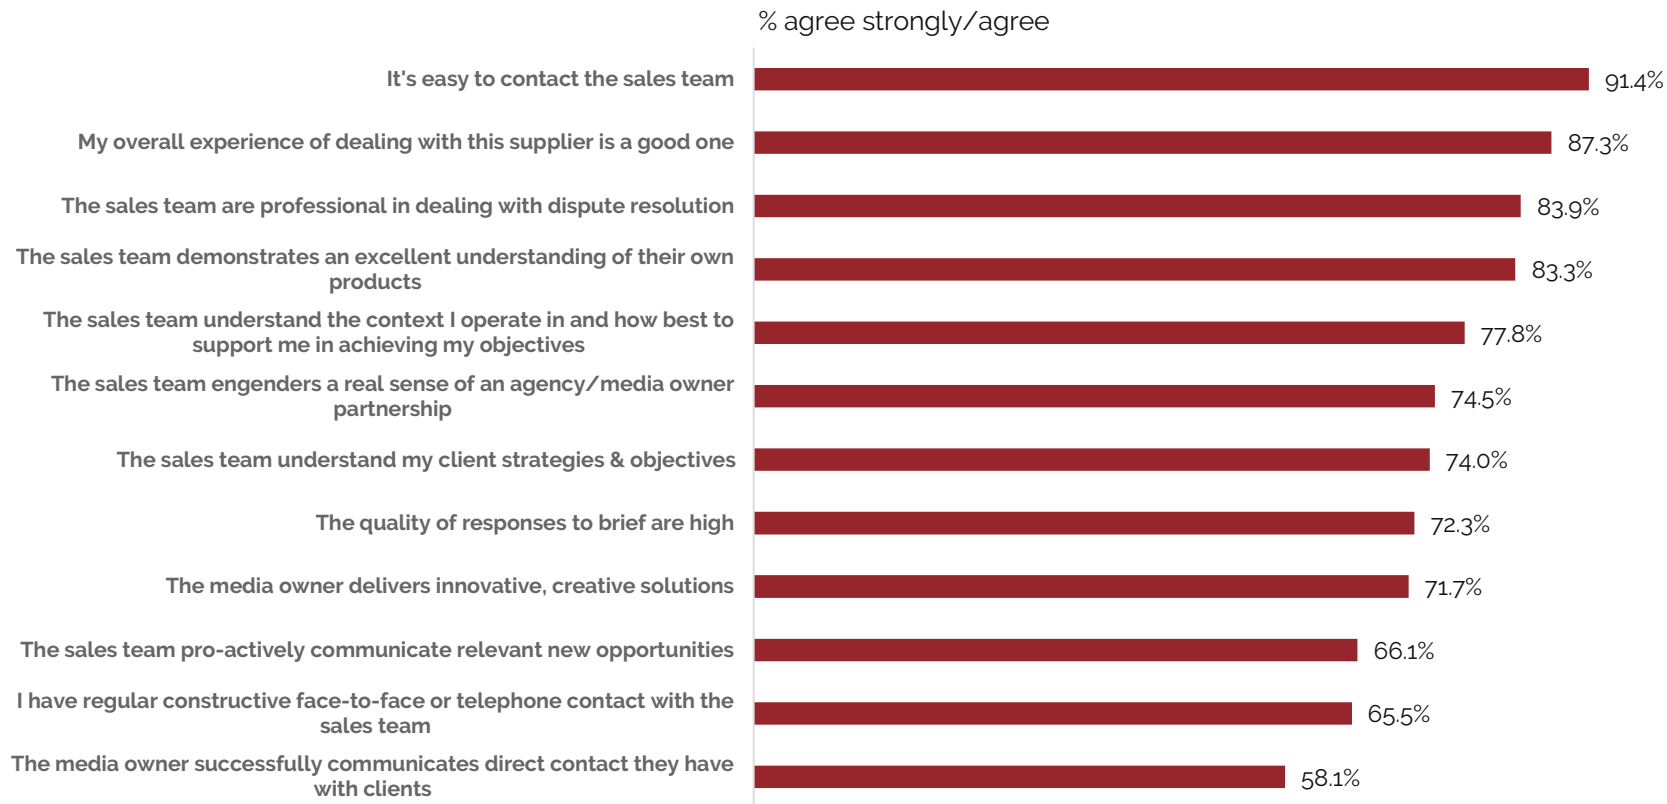 % agree strongly/agree
It's easy to contact the sales team
91.4%
My overall experience of dealing with this supplier is a good one
87.3%
The sales team are professional in dealing with dispute resolution
83.9%
The sales team demonstrates an excellent understanding of their own
products
83.3%
The sales team understand the context I operate in and how best to
support me in achieving my objectives
77.8%
The sales team engenders a real sense of an agency/media owner
partnership
74.5%
The sales team understand my client strategies & objectives
74.0%
The quality of responses to brief are high
72.3%
The media owner delivers innovative, creative solutions
71.7%
The sales team pro-actively communicate relevant new opportunities
66.1%
I have regular constructive face-to-face or telephone contact with the
sales team
65.5%
The media owner successfully communicates direct contact they have
with clients
58.1%